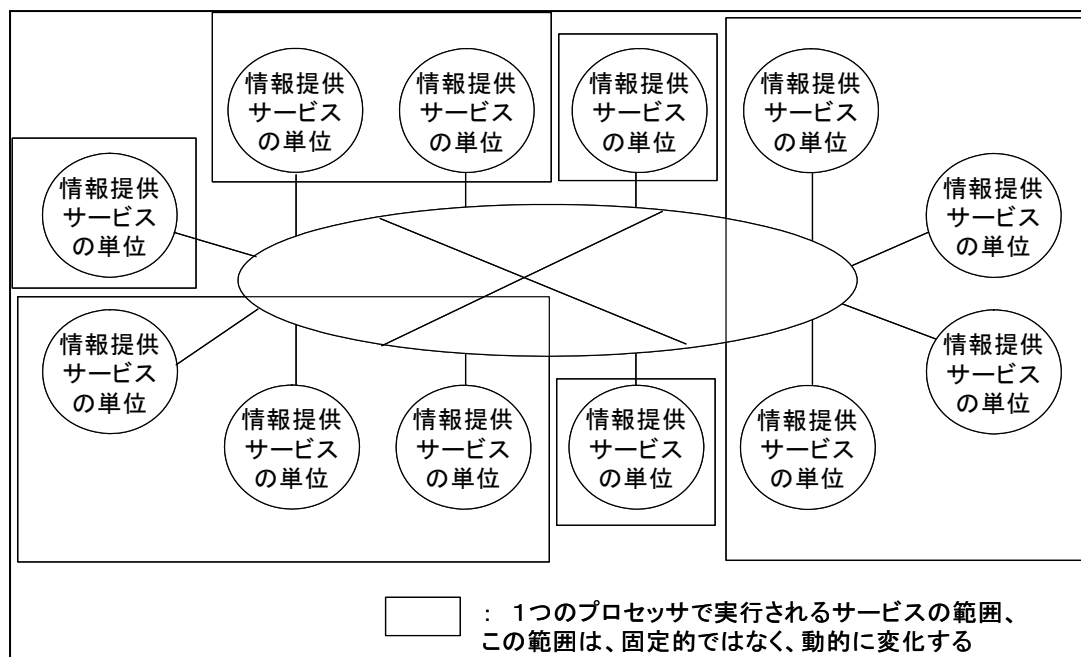 情報提供
サービス
の単位
情報提供
サービス
の単位
情報提供
サービス
の単位
情報提供
サービス
の単位
情報提供
サービス
の単位
情報提供
サービス
の単位
情報提供
サービス
の単位
情報提供
サービス
の単位
情報提供
サービス
の単位
情報提供
サービス
の単位
情報提供
サービス
の単位
情報提供
サービス
の単位
： １つのプロセッサで実行されるサービスの範囲、
この範囲は、固定的ではなく、動的に変化する